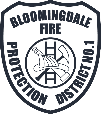 BLOOMINGDALE
FIRE
PROTECTION DISTRICT NO.1